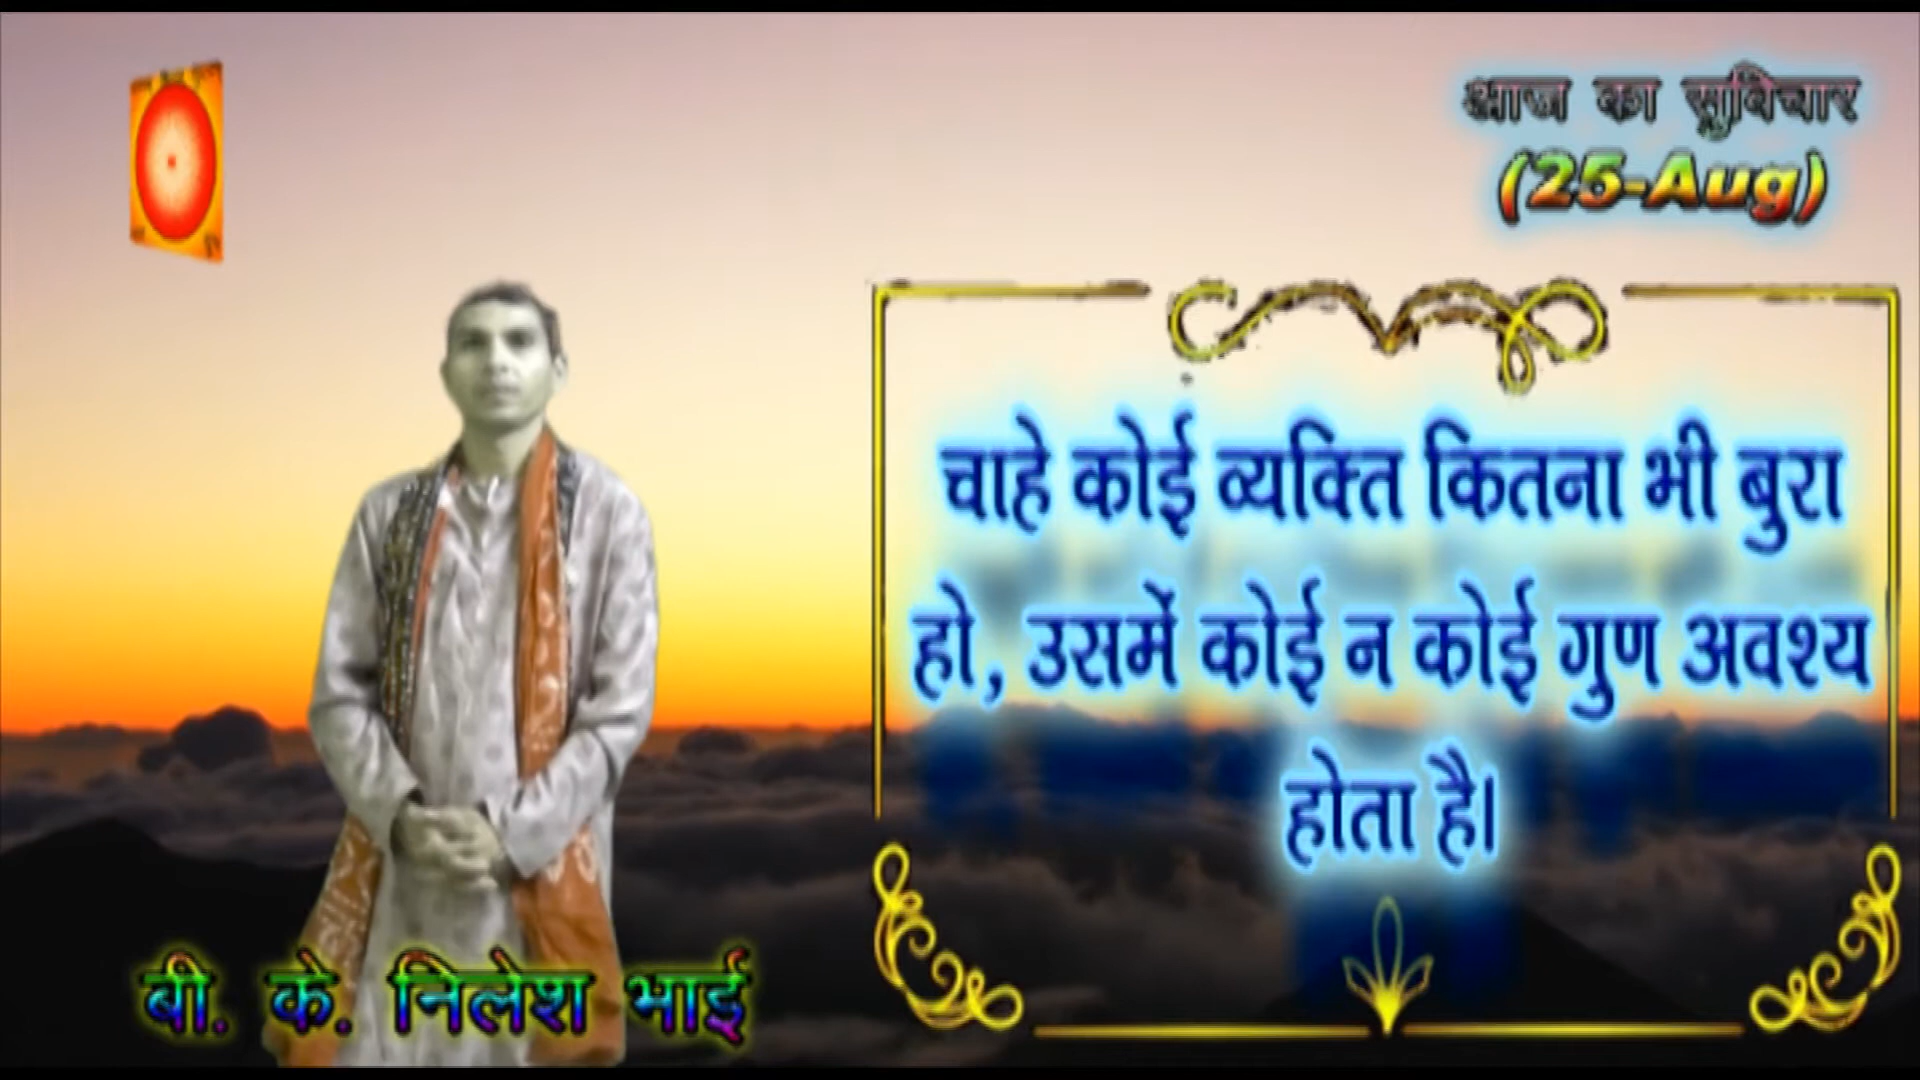 आज का सुविचार
(25-Aug)
चाहे कोई व्यक्ति कितना भी बुरा
हो, उसमें कोई न कोई गुण अवश्य
होता है।
बी. के. निलेश भाई